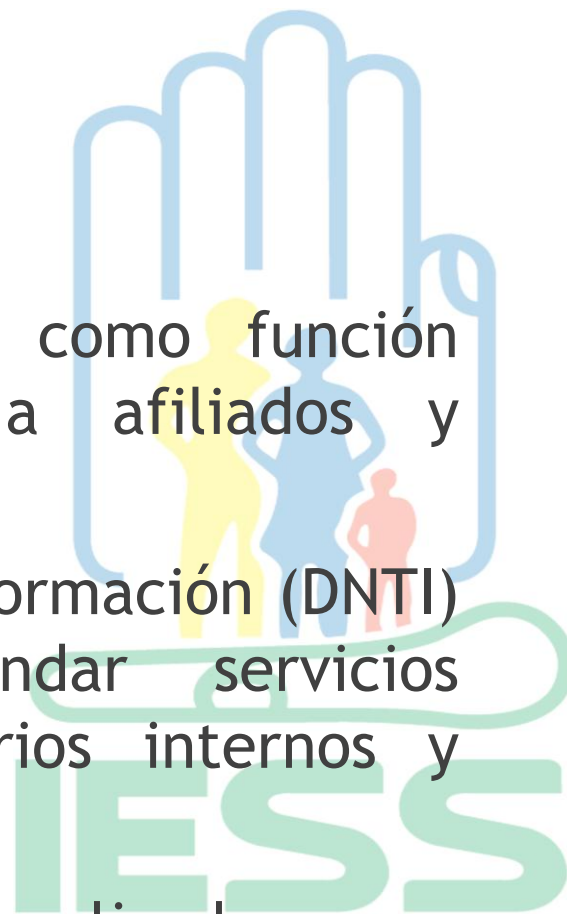 como función
a afiliados y
ormación (DNTI)
ndar servicios
rios internos y
IESS